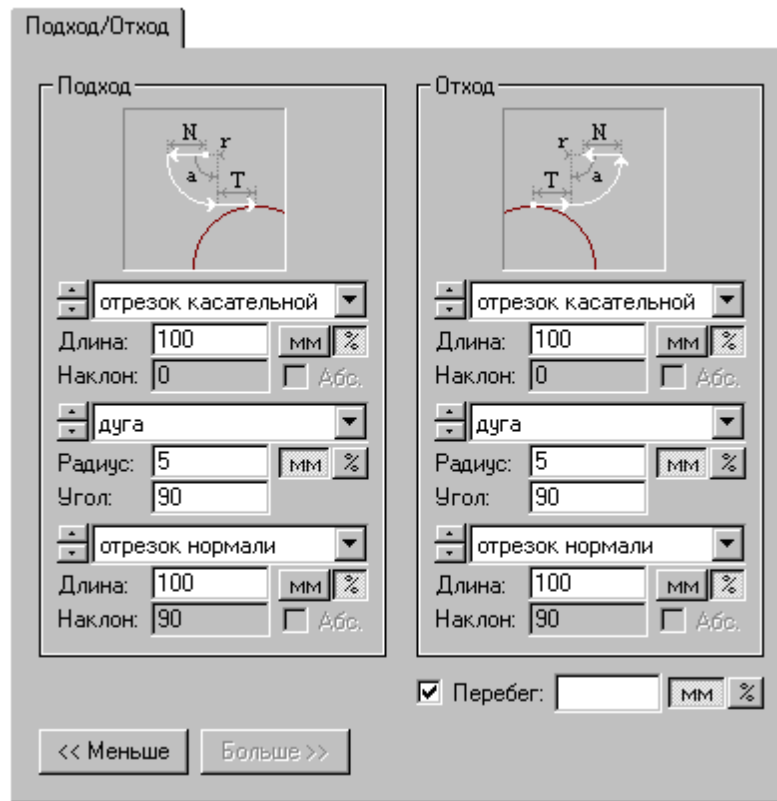 Подход/Отход
Подход
N
r
a
T
отрезок касательной
Длина: 100 мм %
Наклон: 0 Абс.
дуга
Радиус: 5 мм %
Угол: 90
отрезок нормали
Длина: 100 мм %
Наклон: 90 Абс.
Отход
N
r
T
a
отрезок касательной
Длина: 100 мм %
Наклон: 0 Абс.
дуга
Радиус: 5 мм %
Угол: 90
отрезок нормали
Длина: 100 мм %
Наклон: 90 Абс.
Перебег: мм %
<< Меньше Больше >>